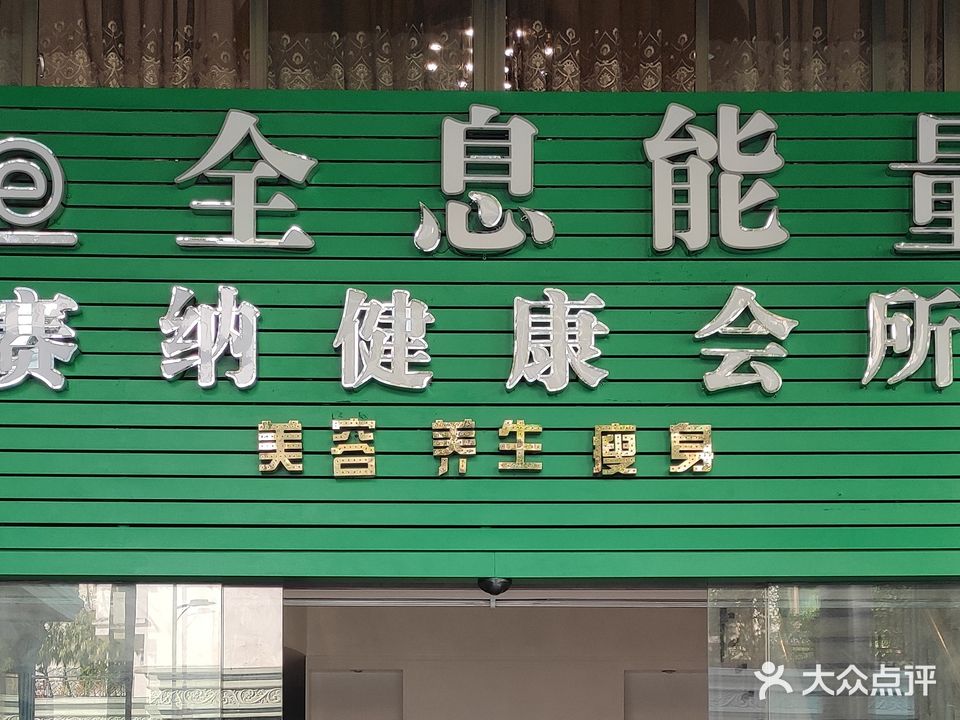 e 全息能量
赛纳健康会所
美容 养生 瘦身
大众点评